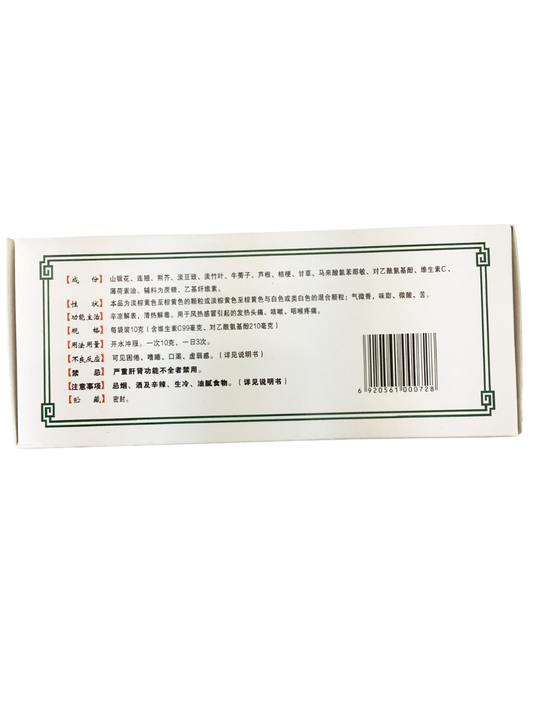 【成 份】 山银花、连翘、荆芥、淡豆豉、淡竹叶、牛蒡子、芦根、桔梗、甘草、马来酸氯苯那敏、对乙酰氨基酚、维生素C、
薄荷素油。辅料为蔗糖、乙基纤维素。
【性 状】 本品为淡棕黄色至棕黄色的颗粒或淡棕黄色至棕黄色与白色或类白色的混合颗粒；气微香，味甜、微酸、苦。
【功能主治】 辛凉解表，清热解毒。用于风热感冒引起的发热头痛、咳嗽、咽喉疼痛。
【规 格】 每袋装10克（含维生素C99毫克、对乙酰氨基酚210毫克）
【用法用量】 开水冲服。一次10克，一日3次。
【不良反应】 可见困倦、嗜睡、口渴、虚弱感。（详见说明书）
【禁 忌】 严重肝肾功能不全者禁用。
【注意事项】 忌烟、酒及辛辣、生冷、油腻食物。（详见说明书）
【贮 藏】 密封。
6 920561 000728